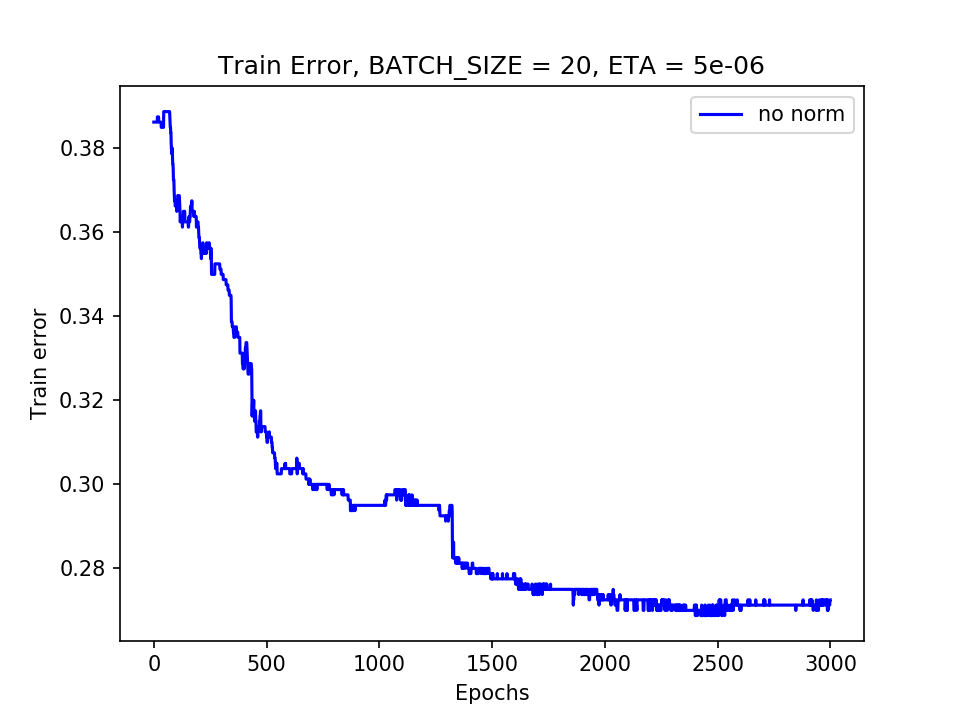 Train Error, BATCH_SIZE = 20, ETA = 5e-06
no norm
0.38
0.36
0.34
0.32
0.30
0.28
Train error
0 500 1000 1500 2000 2500 3000
Epochs